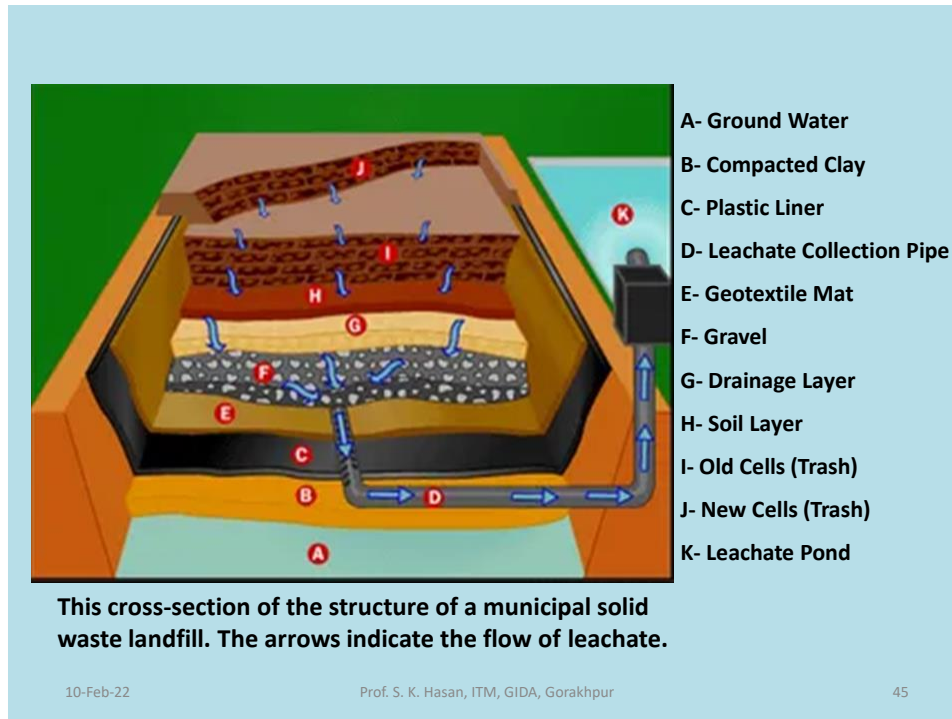 J
K
I
H
G
F
E
C
B
D
A
A- Ground Water
B- Compacted Clay
C- Plastic Liner
D- Leachate Collection Pipe
E- Geotextile Mat
F- Gravel
G- Drainage Layer
H- Soil Layer
I- Old Cells (Trash)
J- New Cells (Trash)
K- Leachate Pond
This cross-section of the structure of a municipal solid
waste landfill. The arrows indicate the flow of leachate.
10-Feb-22
Prof. S. K. Hasan, ITM, GIDA, Gorakhpur
45